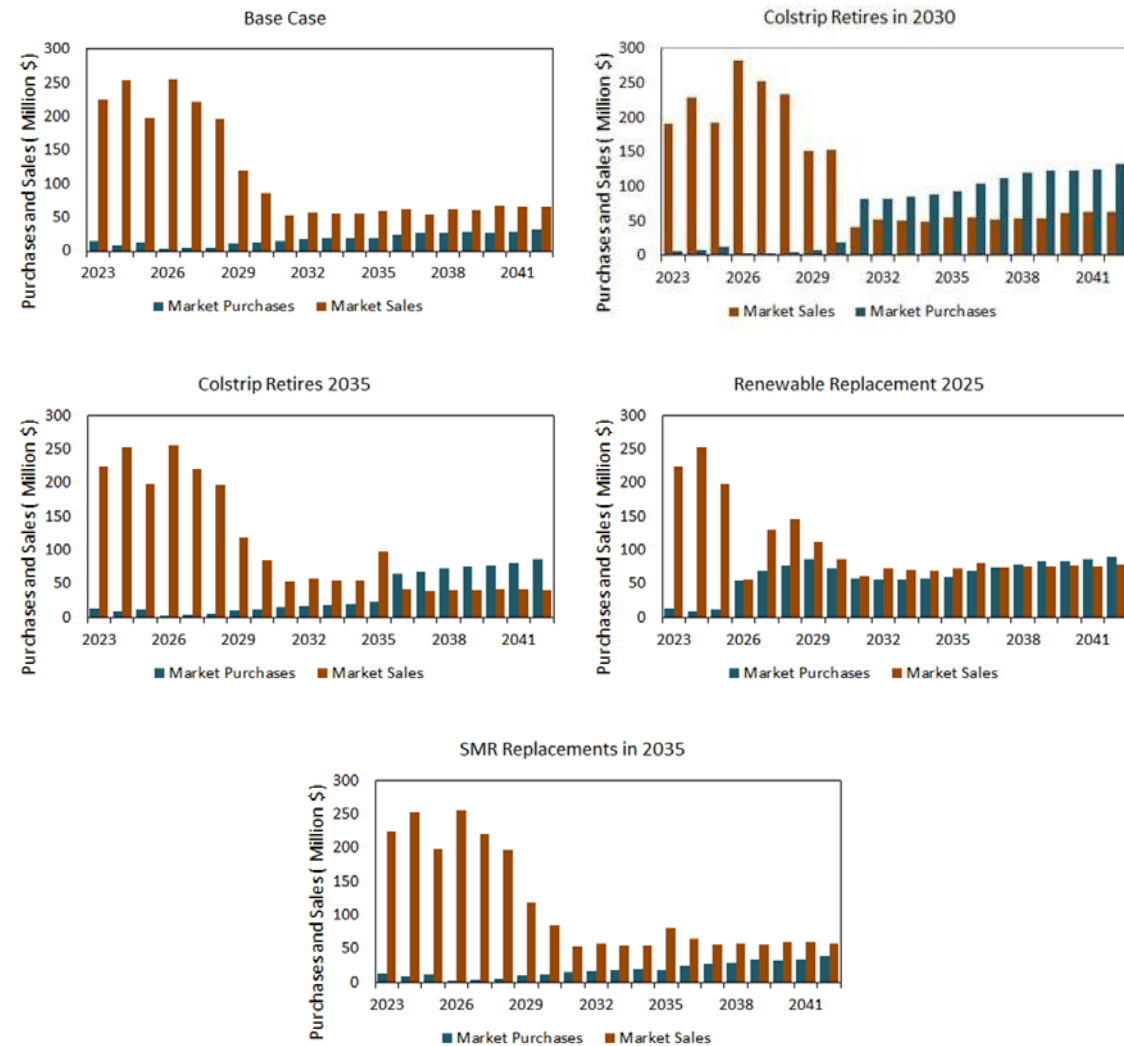 Base Case
Purchases and Sales ( Million $)
300
250
200
150
100
50
0
2023 2026 2029 2032 2035 2038 2041
Market Purchases Market Sales
Colstrip Retires in 2030
Purchases and Sales ( Million $)
300
250
200
150
100
50
0
2023 2026 2029 2032 2035 2038 2041
Market Sales Market Purchases
Colstrip Retires 2035
Purchases and Sales ( Million $)
300
250
200
150
100
50
0
2023 2026 2029 2032 2035 2038 2041
Market Purchases Market Sales
Renewable Replacement 2025
Purchases and Sales ( Million $)
300
250
200
150
100
50
0
2023 2026 2029 2032 2035 2038 2041
Market Purchases Market Sales
SMR Replacements in 2035
Purchases and Sales ( Million $)
300
250
200
150
100
50
0
2023 2026 2029 2032 2035 2038 2041
Market Purchases Market Sales